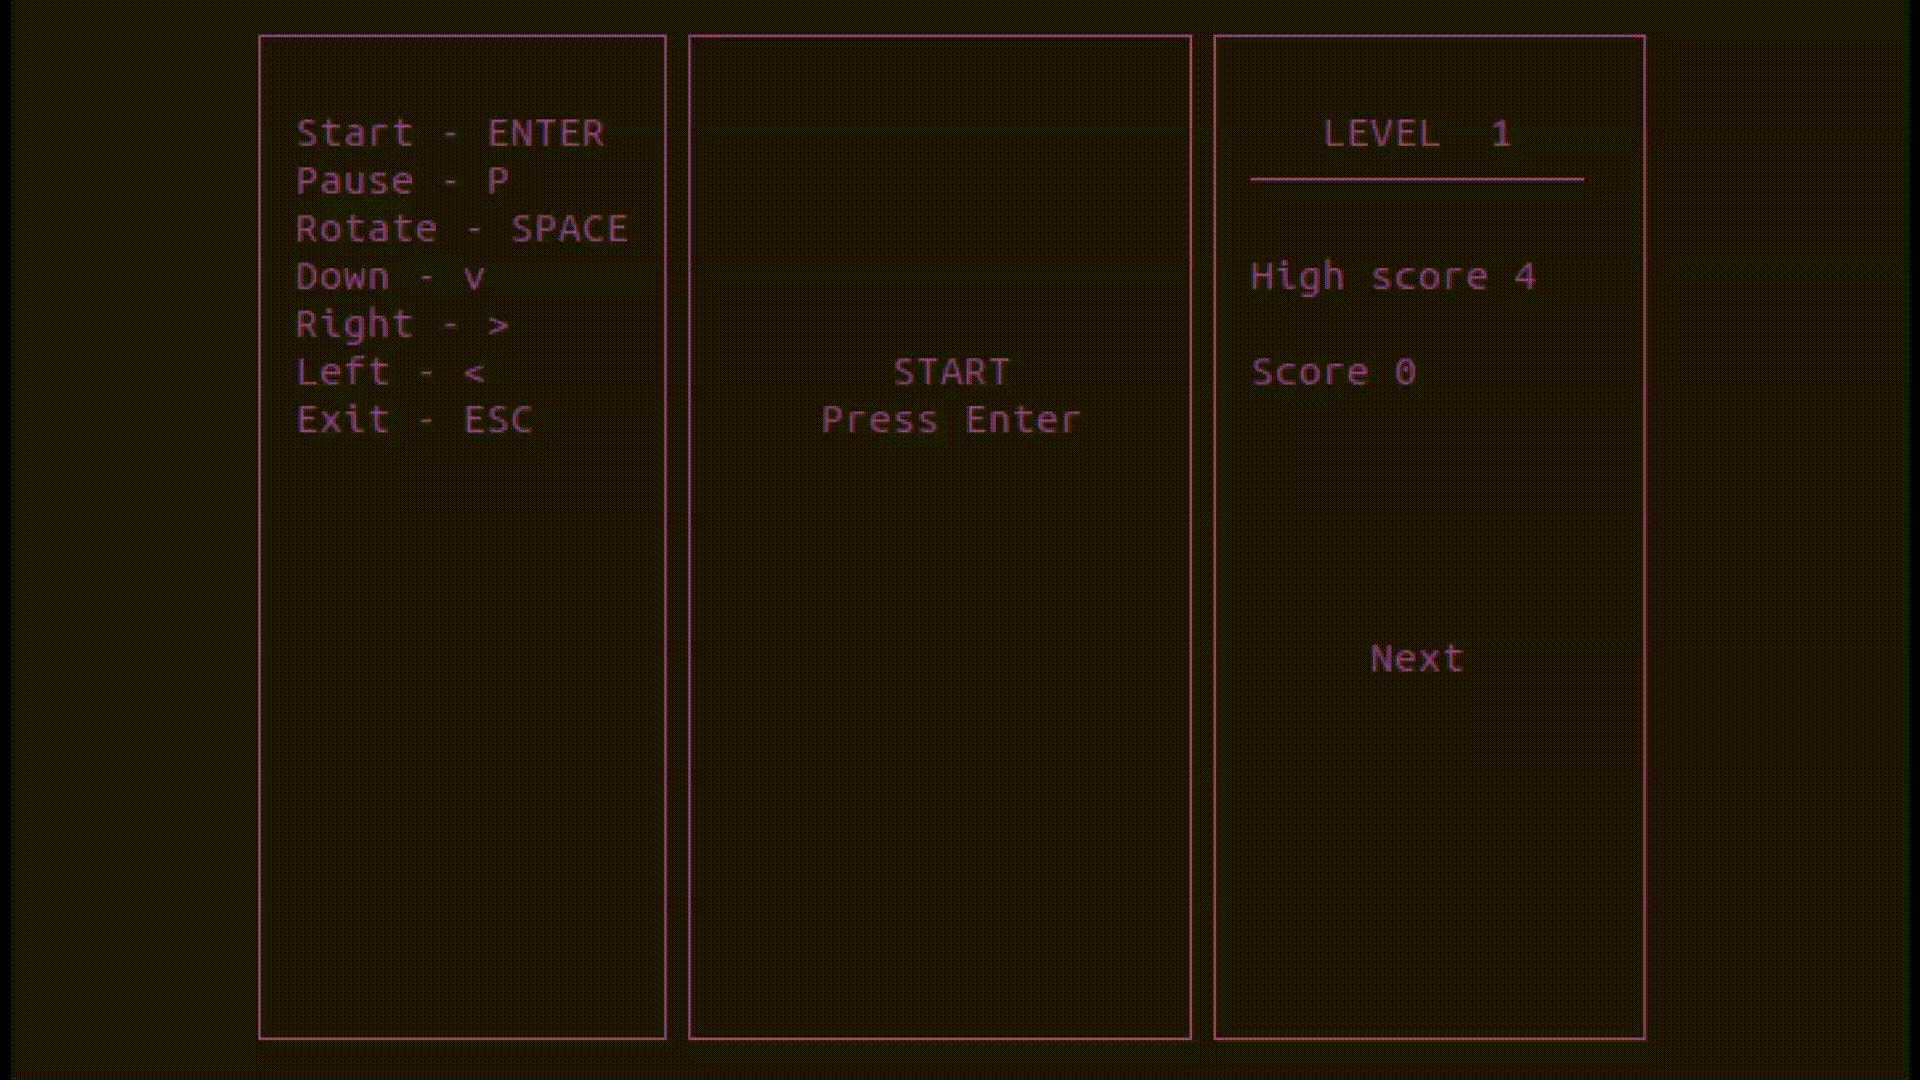 Start - ENTER
Pause - P
Rotate - SPACE
Down - v
Right - >
Left - <
Exit - ESC
START
Press Enter
LEVEL 1
High score 4
Score 0
Next